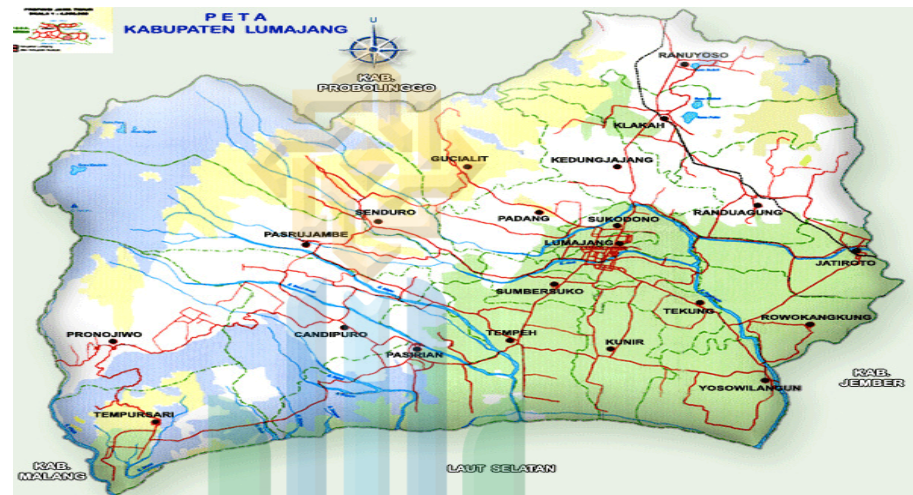 PETA
KABUPATEN LUMAJANG
U
KAB.
PROBOLINGGO
RANUYOSO
KLAKAH
GUCIALIT
KEDUNGJAJANG
SENDURO
PADANG
SUKODONO
RANDUAGUNG
PASRUJAMBE
LUMAJANG
JATIROTO
SUMBERSUKO
TEKUNG
ROWOKANGKUNG
PRONOJIWO
CANDIPURO
TEMPEH
PASIRIAN
KUNIR
KAB.
JEMBER
YOSOWILANGUN
TEMPURSARI
KAB.
MALANG
LAUT SELATAN